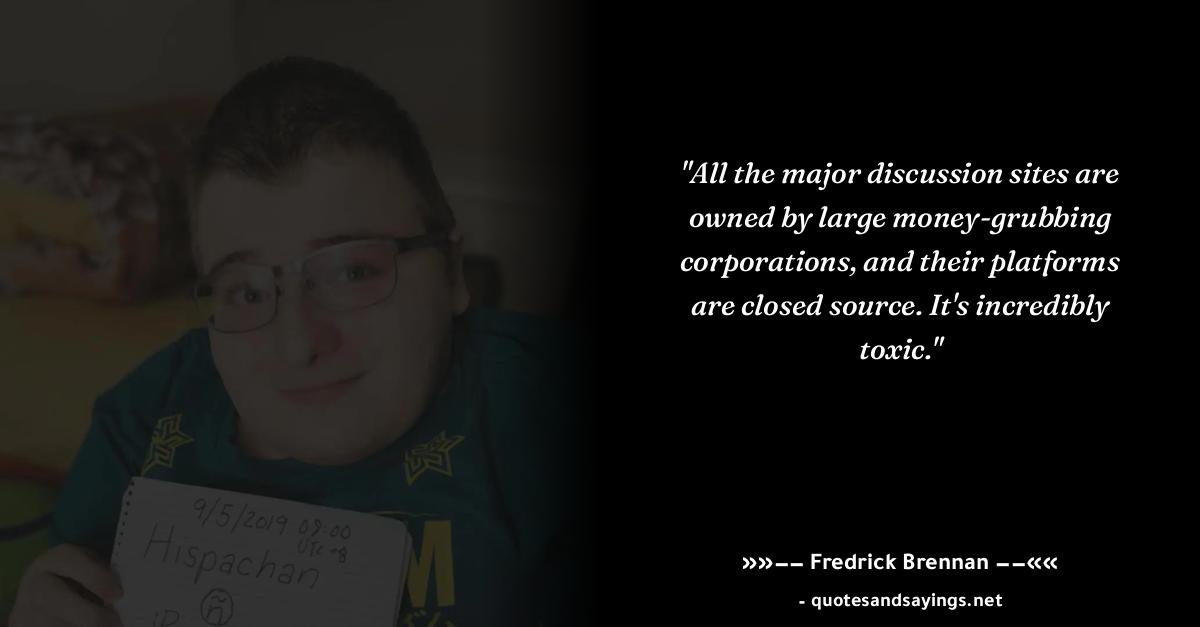 "All the major discussion sites are
owned by large money-grubbing
corporations, and their platforms
are closed source. It's incredibly
toxic."
»»−− Fredrick Brennan −−««
- quotesandsayings.net
9/5/2019 09:00
UTC +8
Hispachan
ñ
M